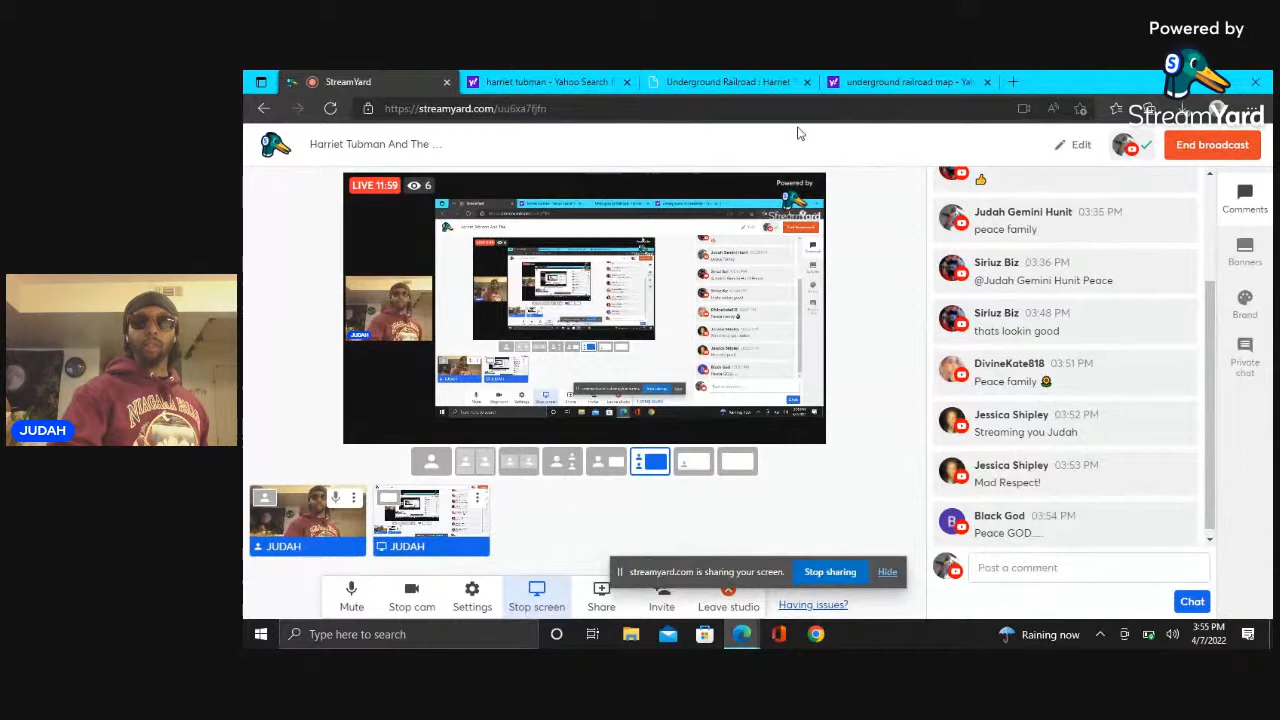 Powered by
StreamYard
StreamYard
harriet tubman - Yahoo Search
Underground Railroad : Harriet
underground railroad map - Yah
https://streamyard.com/uu6xa7fjfn
Harriet Tubman And The ...
Edit
End broadcast
LIVE 11:59
6
Powered by
JUDAH
JUDAH
JUDAH
streamyard.com is sharing your screen.
Stop sharing
Hide
Mute
Stop cam
Settings
Stop screen
Share
Invite
Leave studio
Having issues?
👍
Judah Gemini Hunit 03:35 PM
peace family
Siriuz Biz 03:36 PM
@Judah Gemini Hunit Peace
Siriuz Biz 03:48 PM
thats lookin good
DivineKate818 03:51 PM
Peace family 🌻
Jessica Shipley 03:52 PM
Streaming you Judah
Jessica Shipley 03:53 PM
Mad Respect!
Black God 03:54 PM
Peace GOD.....
Post a comment
Chat
Comments
Banners
Brand
Private
chat
Type here to search
Raining now
3:55 PM
4/7/2022